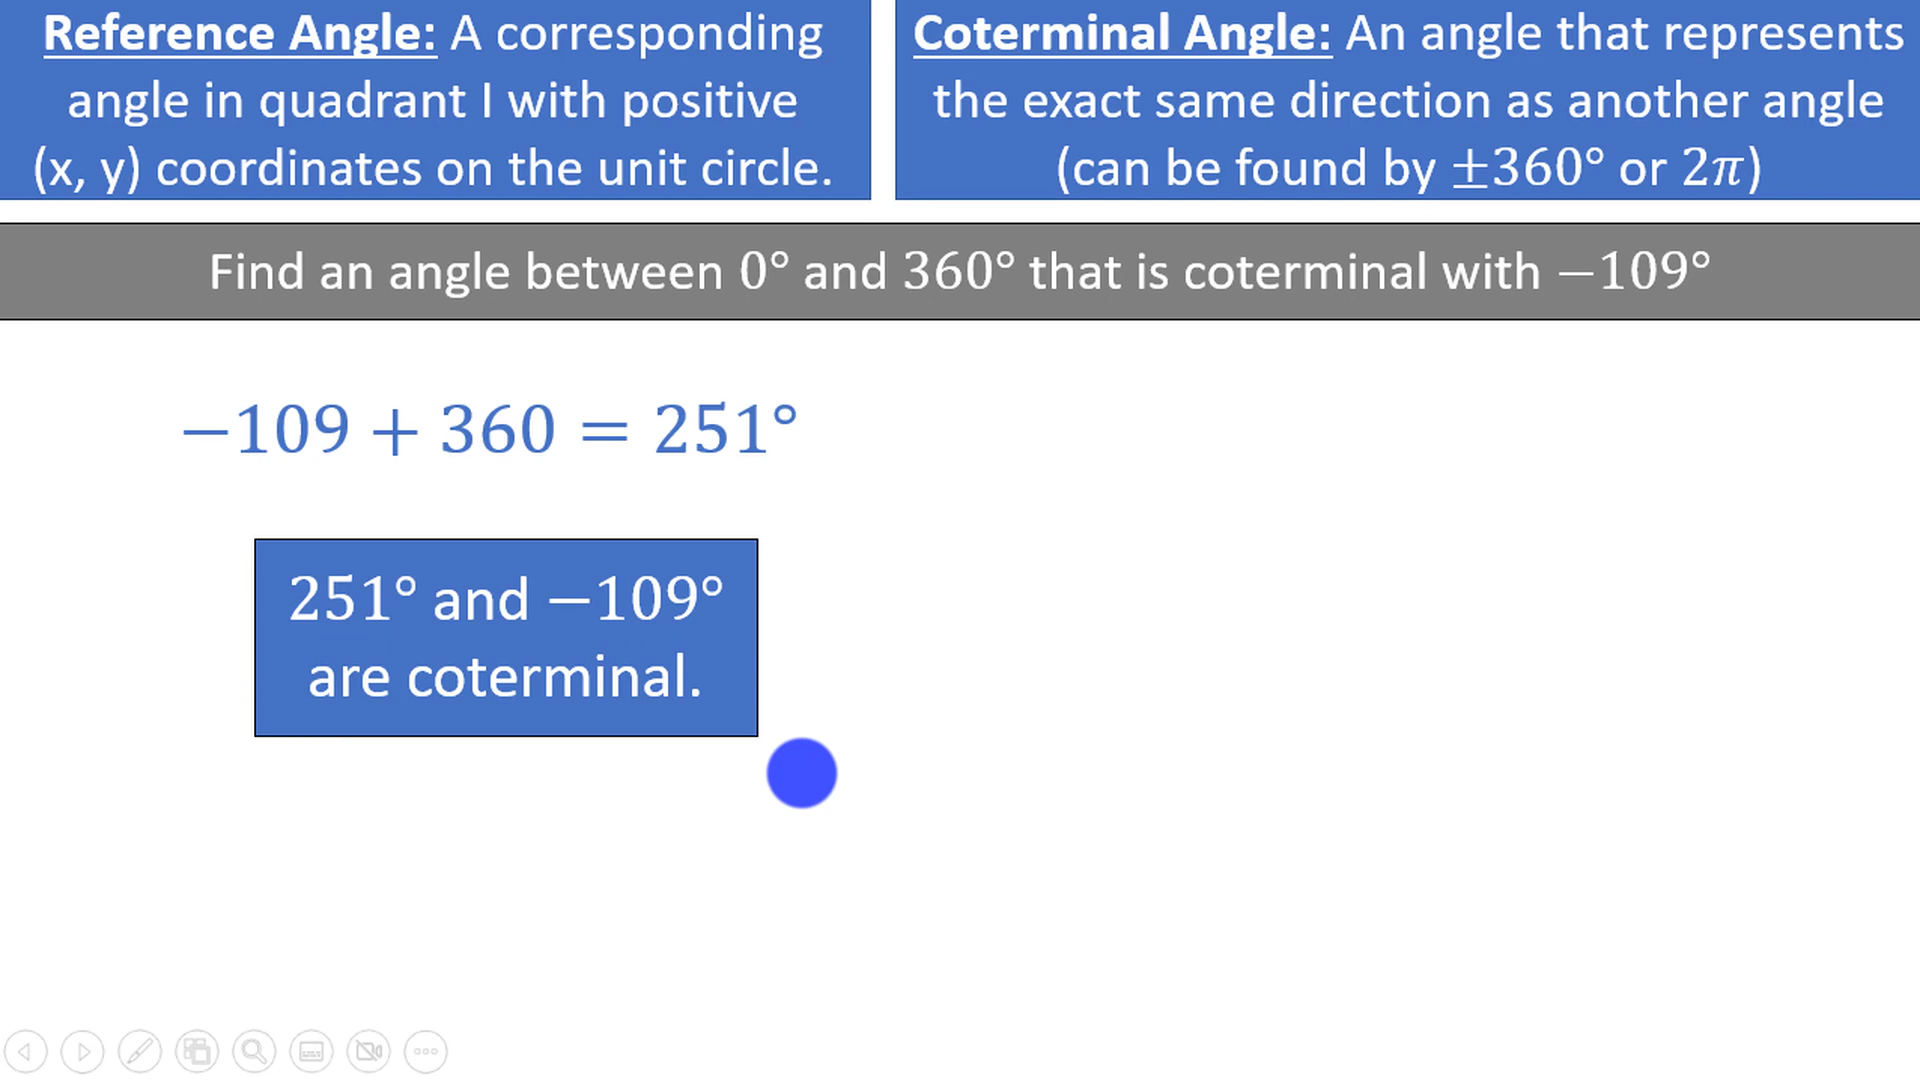 Reference Angle: A corresponding
angle in quadrant I with positive
(x, y) coordinates on the unit circle.
Coterminal Angle: An angle that represents
the exact same direction as another angle
(can be found by ±360° or 2π)
Find an angle between 0° and 360° that is coterminal with −109°
−109 + 360 = 251°
251° and −109°
are coterminal.